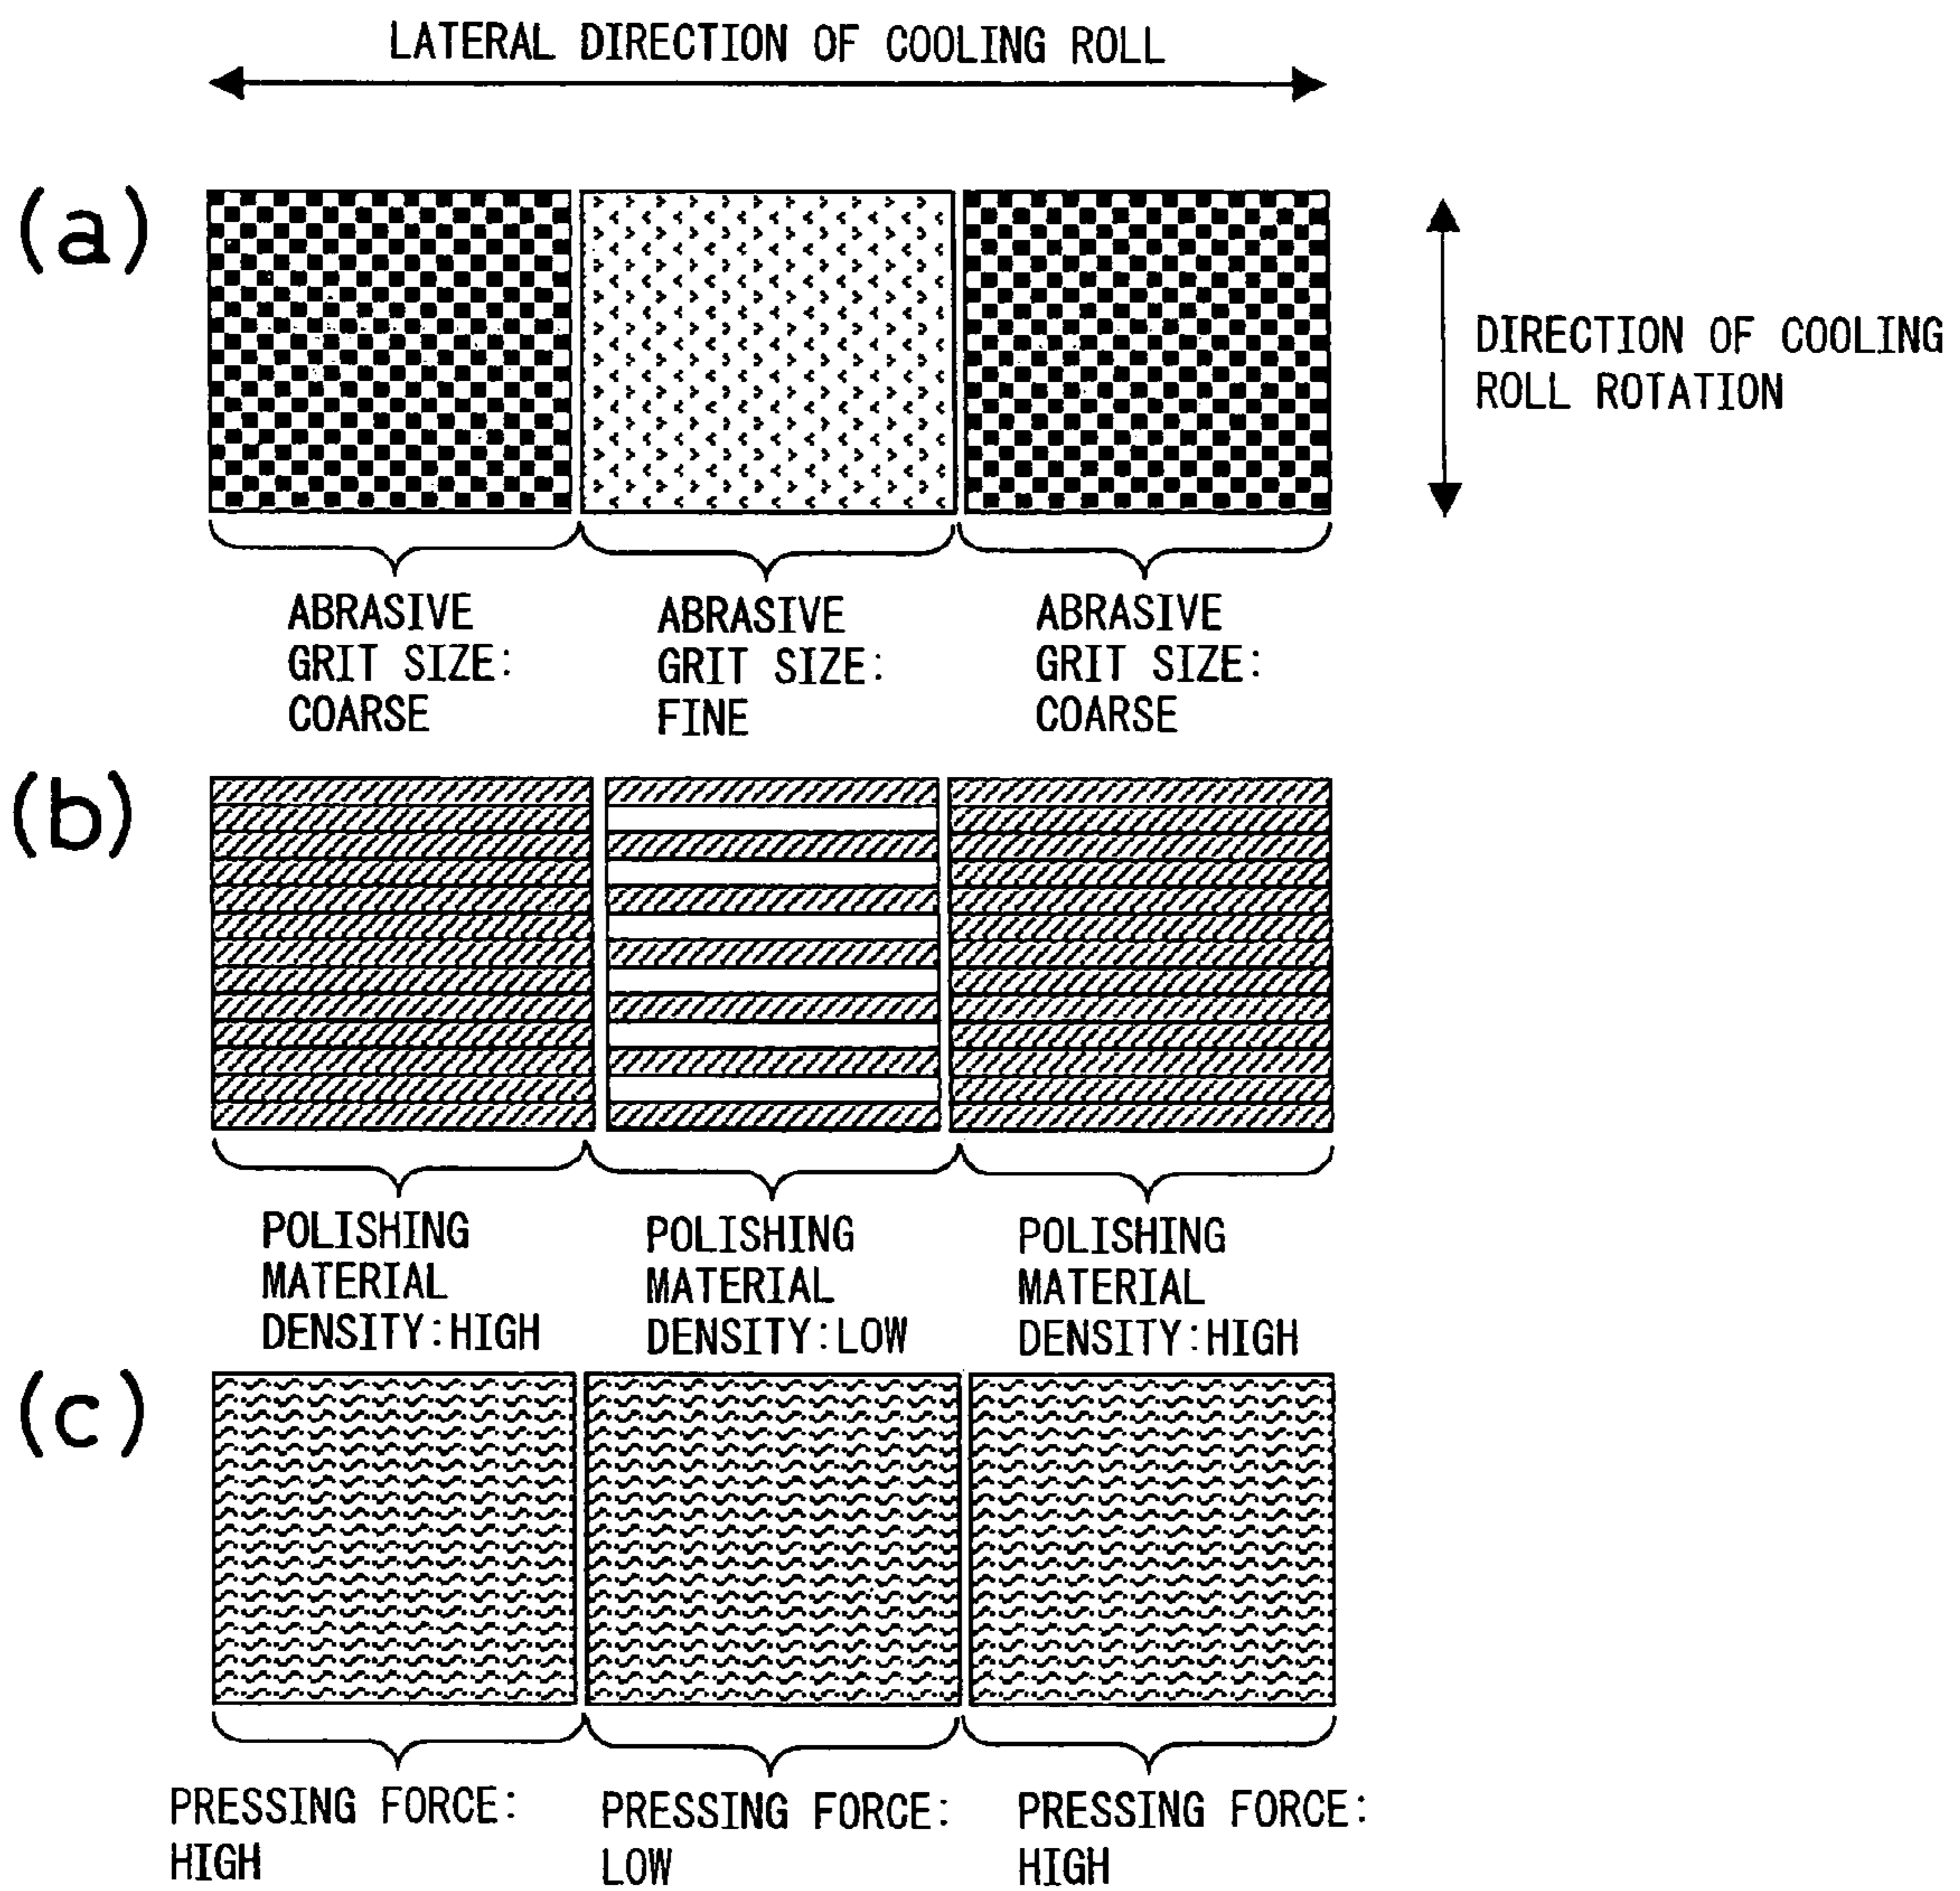 LATERAL DIRECTION OF COOLING ROLL
(a)
DIRECTION OF COOLING
ROLL ROTATION
ABRASIVE
GRIT SIZE:
COARSE
ABRASIVE
GRIT SIZE:
FINE
ABRASIVE
GRIT SIZE:
COARSE
(b)
POLISHING
MATERIAL
DENSITY:HIGH
POLISHING
MATERIAL
DENSITY:LOW
POLISHING
MATERIAL
DENSITY:HIGH
(c)
PRESSING FORCE:
HIGH
PRESSING FORCE:
LOW
PRESSING FORCE:
HIGH